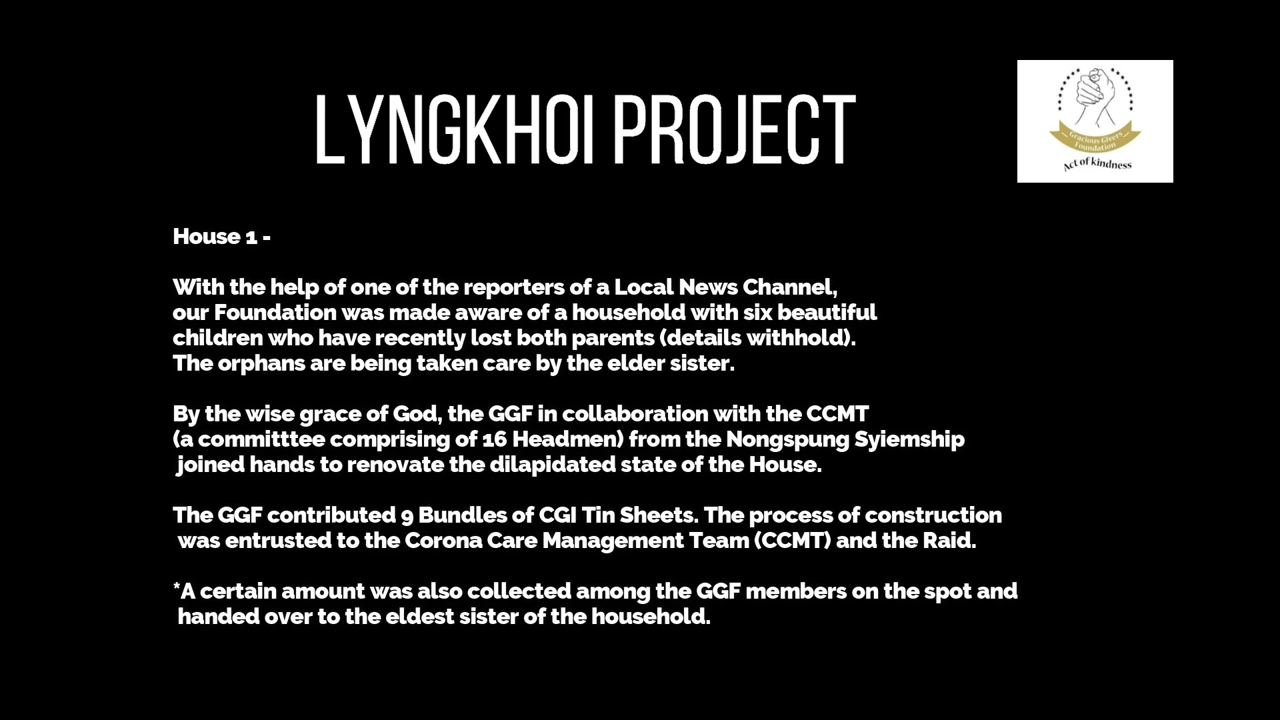 LYNGKHOI PROJECT
Gracious Givers
Foundation
Act of kindness
House 1 -
With the help of one of the reporters of a Local News Channel,
our Foundation was made aware of a household with six beautiful
children who have recently lost both parents (details withhold).
The orphans are being taken care by the elder sister.
By the wise grace of God, the GGF in collaboration with the CCMT
(a committtee comprising of 16 Headmen) from the Nongspung Syiemship
joined hands to renovate the dilapidated state of the House.
The GGF contributed 9 Bundles of CGI Tin Sheets. The process of construction
was entrusted to the Corona Care Management Team (CCMT) and the Raid.
*A certain amount was also collected among the GGF members on the spot and
handed over to the eldest sister of the household.